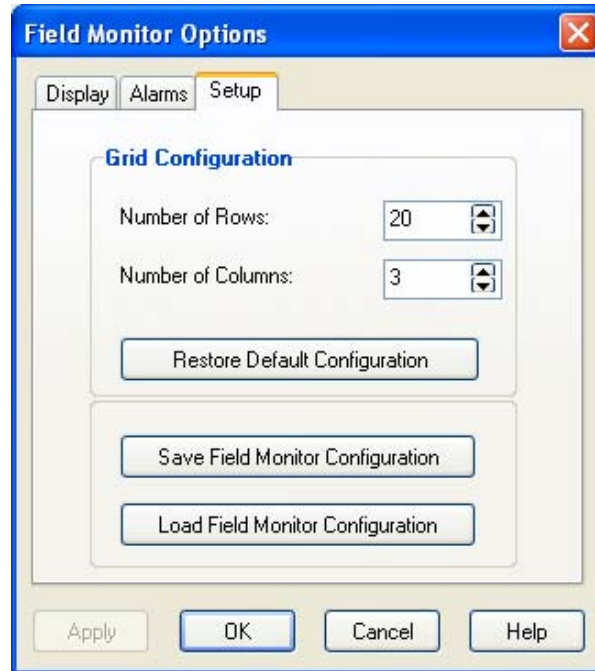 Field Monitor Options
Display Alarms Setup
Grid Configuration
Number of Rows: 20
Number of Columns: 3
Restore Default Configuration
Save Field Monitor Configuration
Load Field Monitor Configuration
Apply OK Cancel Help